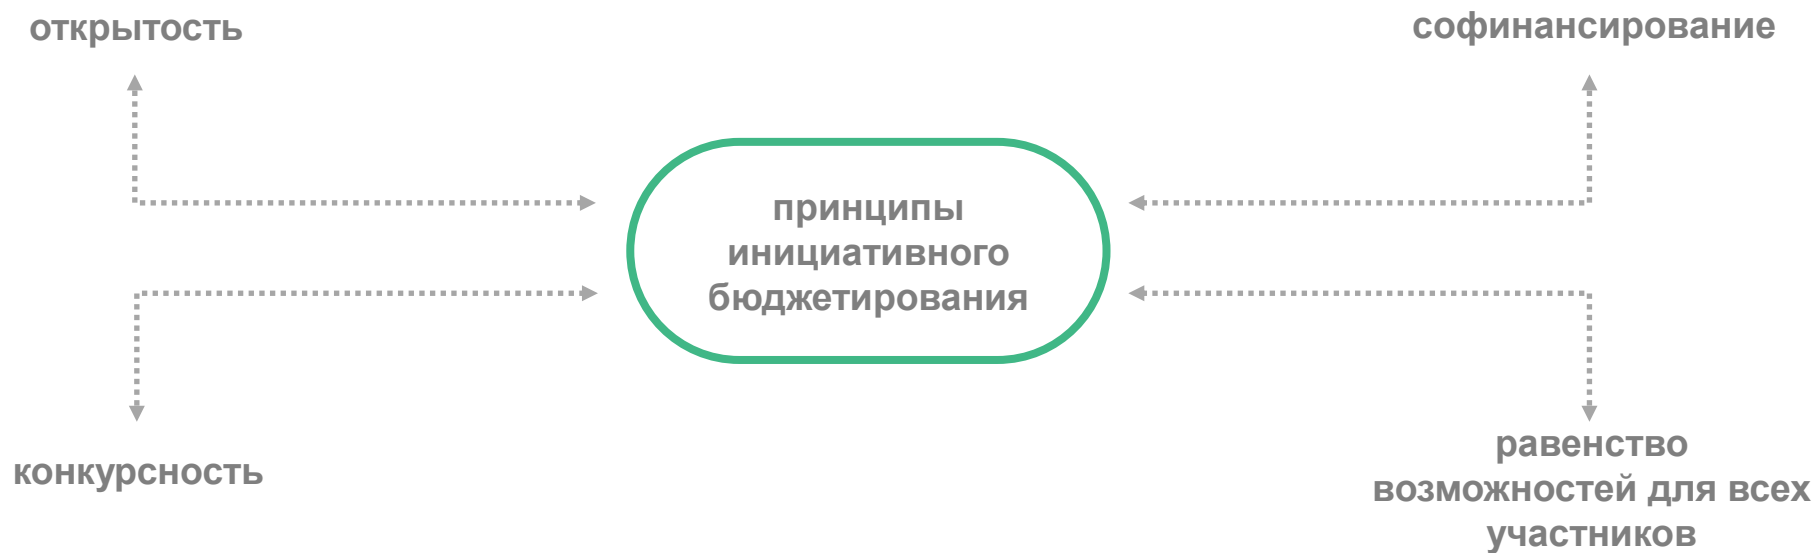 открытость
софинансирование
принципы
инициативного
бюджетирования
конкурсность
равенство
возможностей для всех
участников